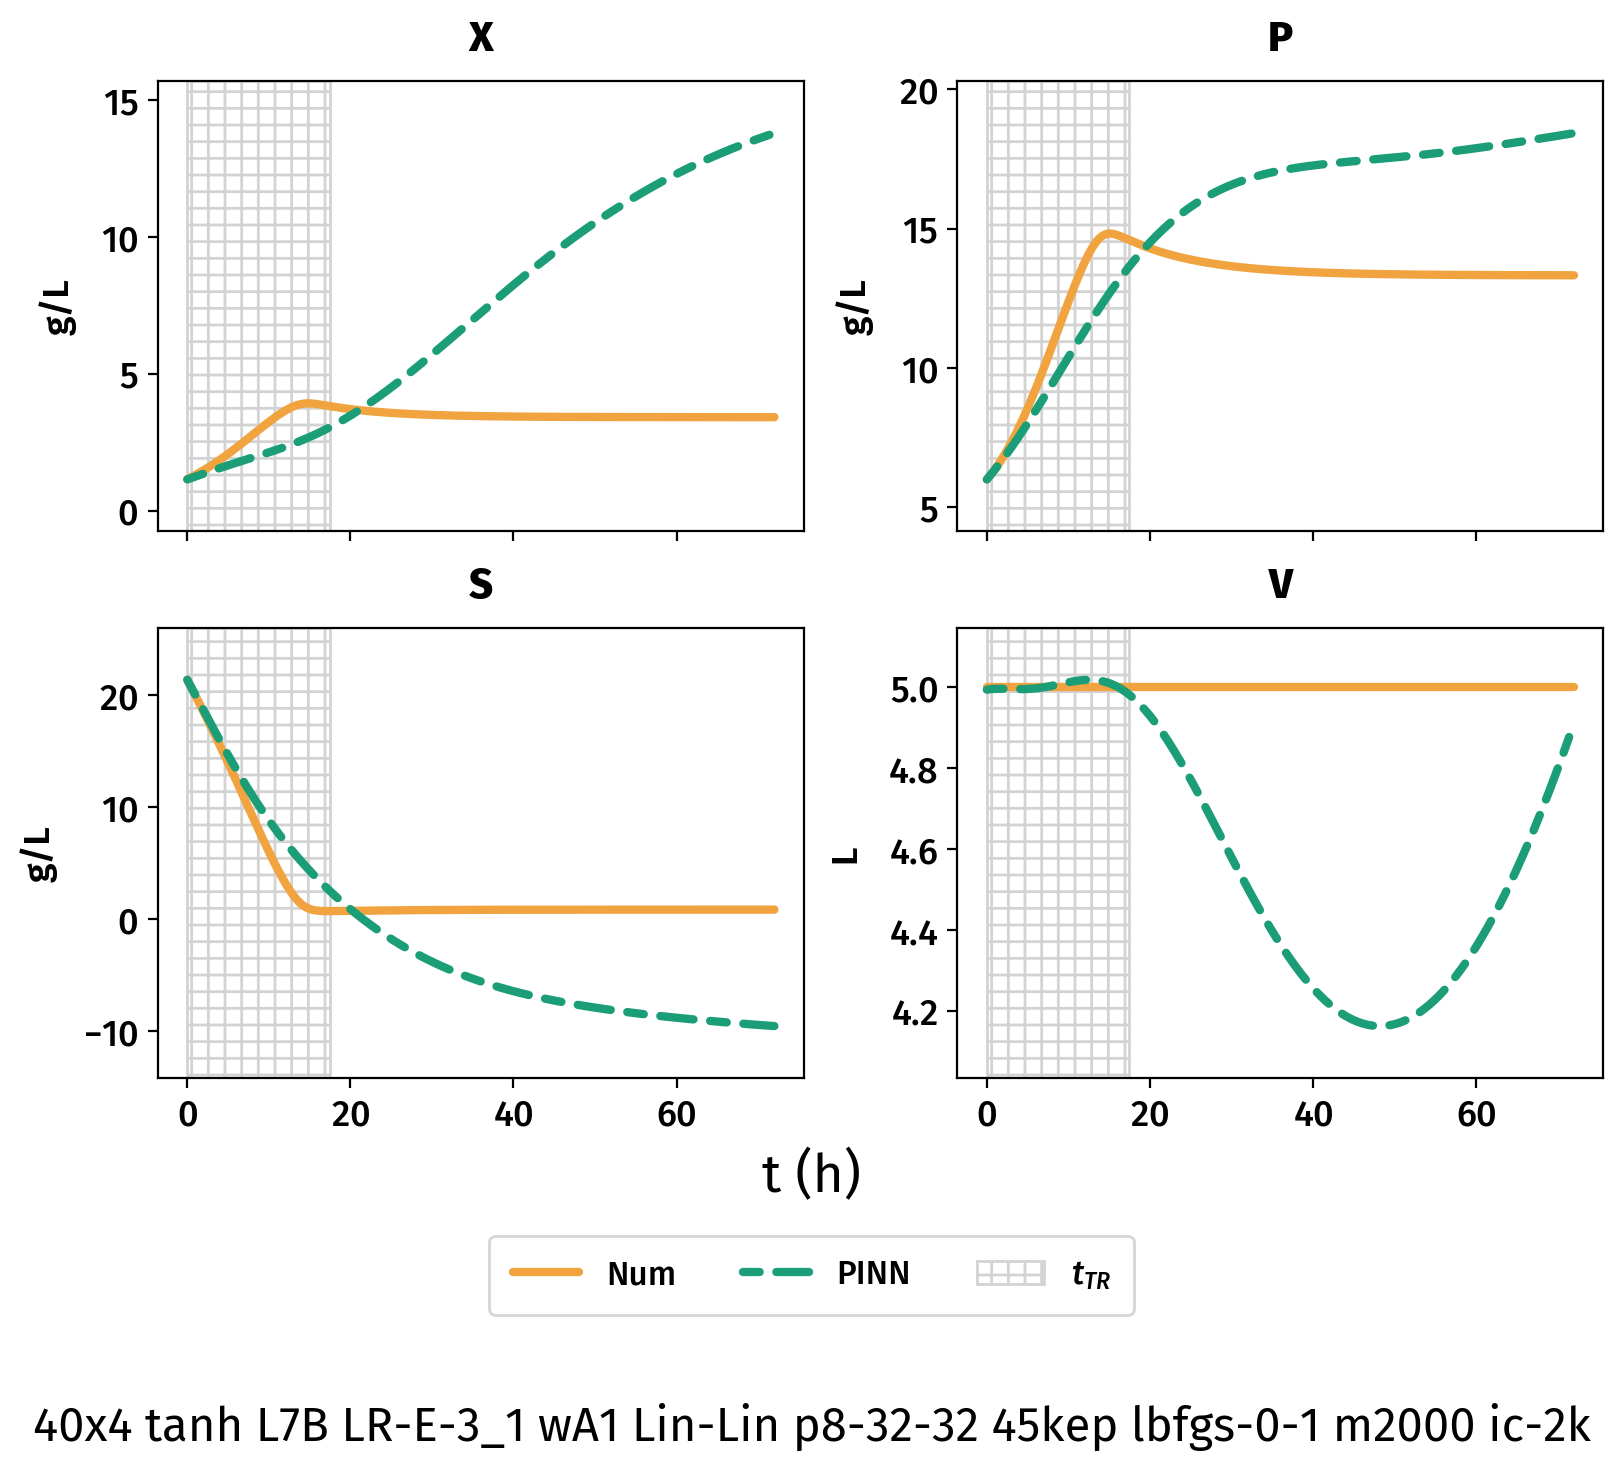 X
15
10
5
0
g/L
P
20
15
10
5
g/L
S
20
10
0
−10
g/L
0 20 40 60
V
5.0
4.8
4.6
4.4
4.2
L
0 20 40 60
t (h)
Num PINN t_TR
40x4 tanh L7B LR-E-3_1 wA1 Lin-Lin p8-32-32 45kep lbfgs-0-1 m2000 ic-2k